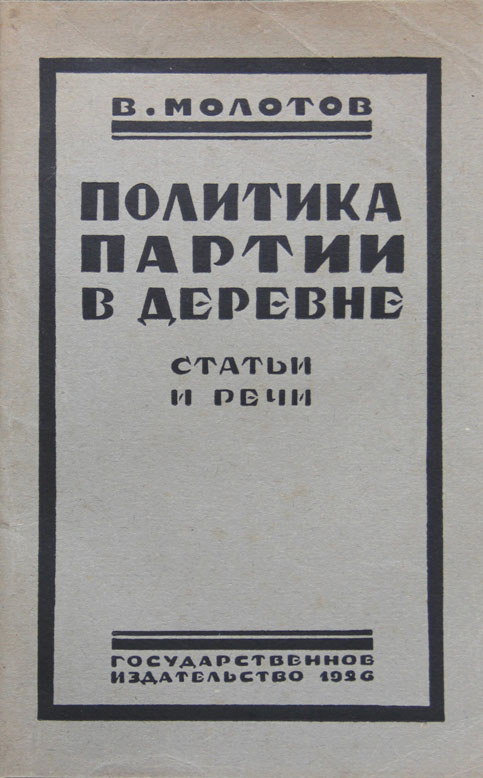 В. МОЛОТОВ
ПОЛИТИКА
ПАРТИИ
В ДЕРЕВНЕ
СТАТЬИ
И РЕЧИ
ГОСУДАРСТВЕННОЕ
ИЗДАТЕЛЬСТВО 1926